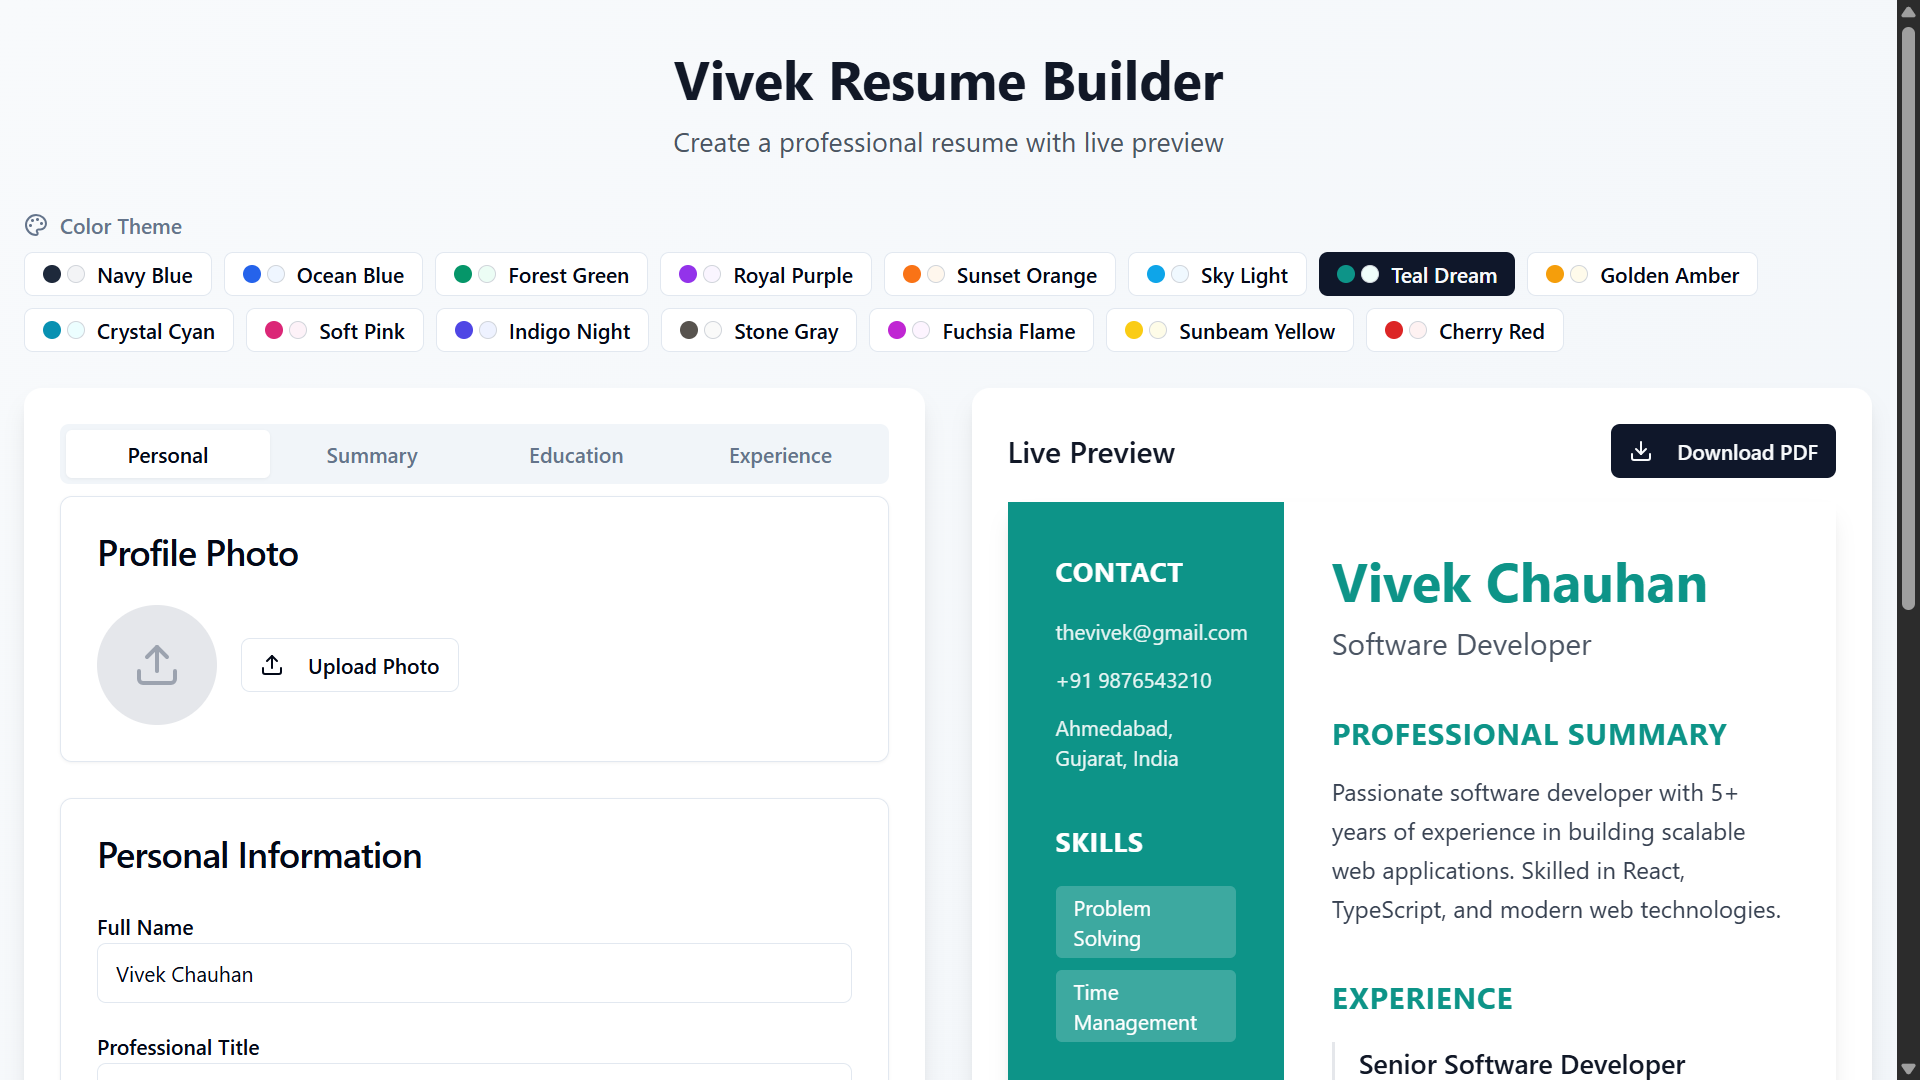 Vivek Resume Builder
Create a professional resume with live preview
Color Theme
Navy Blue
Ocean Blue
Forest Green
Royal Purple
Sunset Orange
Sky Light
Teal Dream
Golden Amber
Crystal Cyan
Soft Pink
Indigo Night
Stone Gray
Fuchsia Flame
Sunbeam Yellow
Cherry Red
Personal
Summary
Education
Experience
Profile Photo
Upload Photo
Personal Information
Full Name
Vivek Chauhan
Professional Title
Live Preview
Download PDF
CONTACT
thevivek@gmail.com
+91 9876543210
Ahmedabad,
Gujarat, India
SKILLS
Problem
Solving
Time
Management
Vivek Chauhan
Software Developer
PROFESSIONAL SUMMARY
Passionate software developer with 5+
years of experience in building scalable
web applications. Skilled in React,
TypeScript, and modern web technologies.
EXPERIENCE
Senior Software Developer